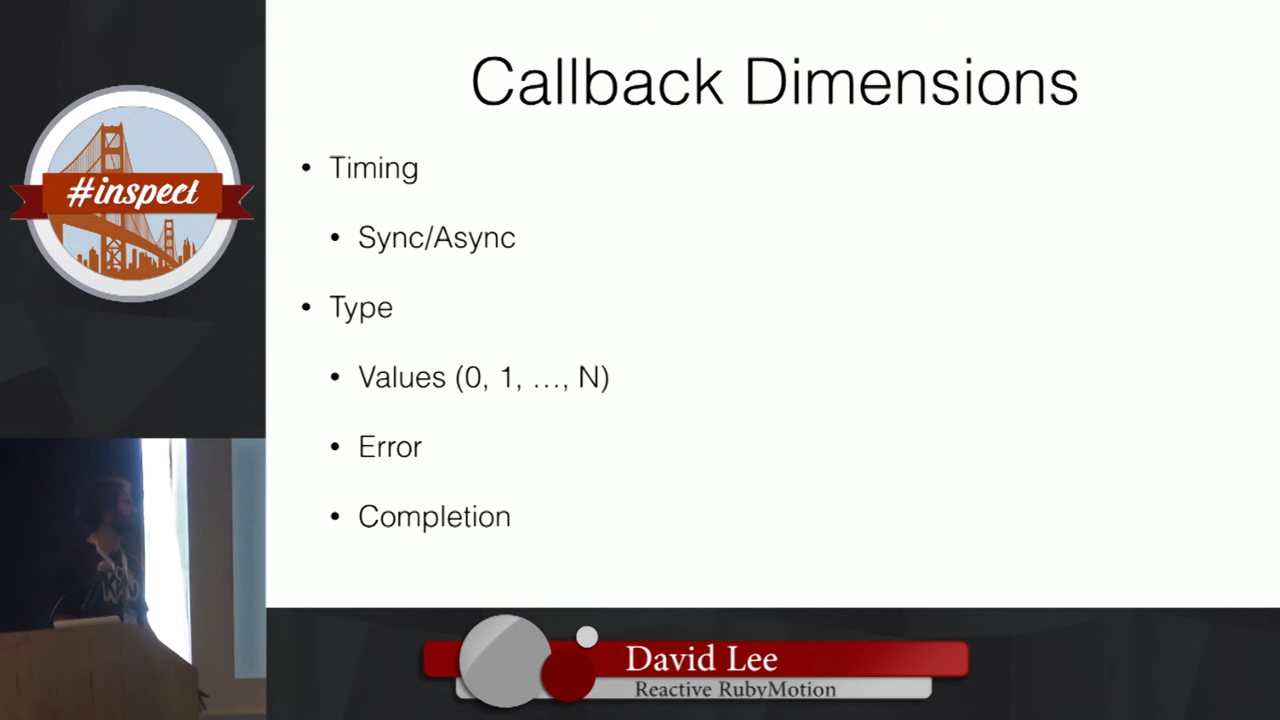 #inspect
Callback Dimensions
• Timing
• Sync/Async
• Type
• Values (0, 1, …, N)
• Error
• Completion
David Lee
Reactive RubyMotion